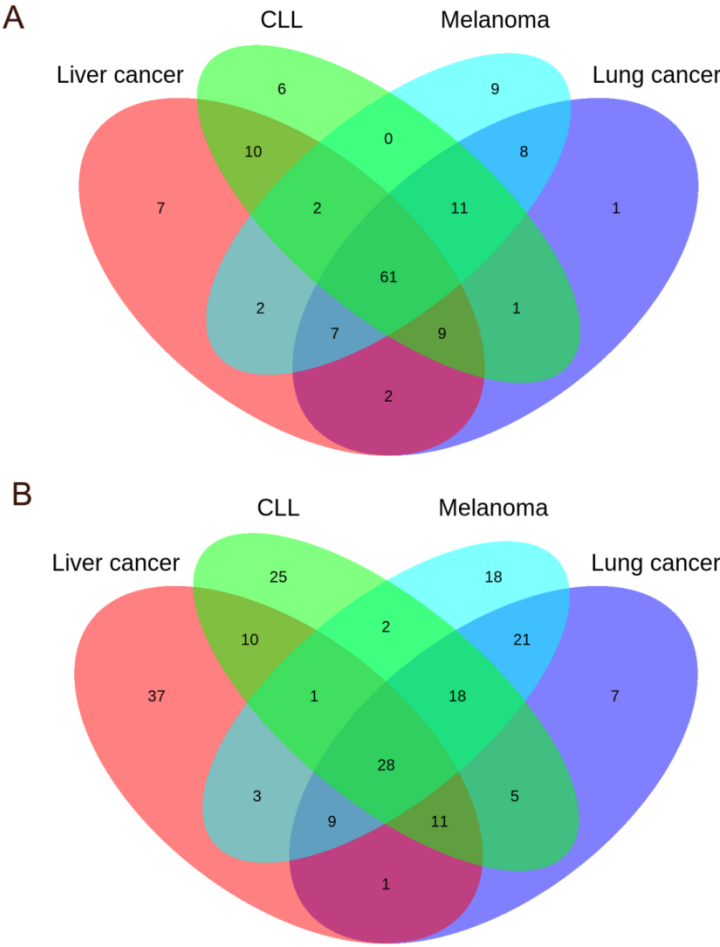 A
CLL Melanoma
Liver cancer Lung cancer
6 9
0
10 8
7 2 11 1
61
2 1
7 9
2
B
CLL Melanoma
Liver cancer Lung cancer
25 18
2
10 21
37 1 18 7
28
3 5
9 11
1